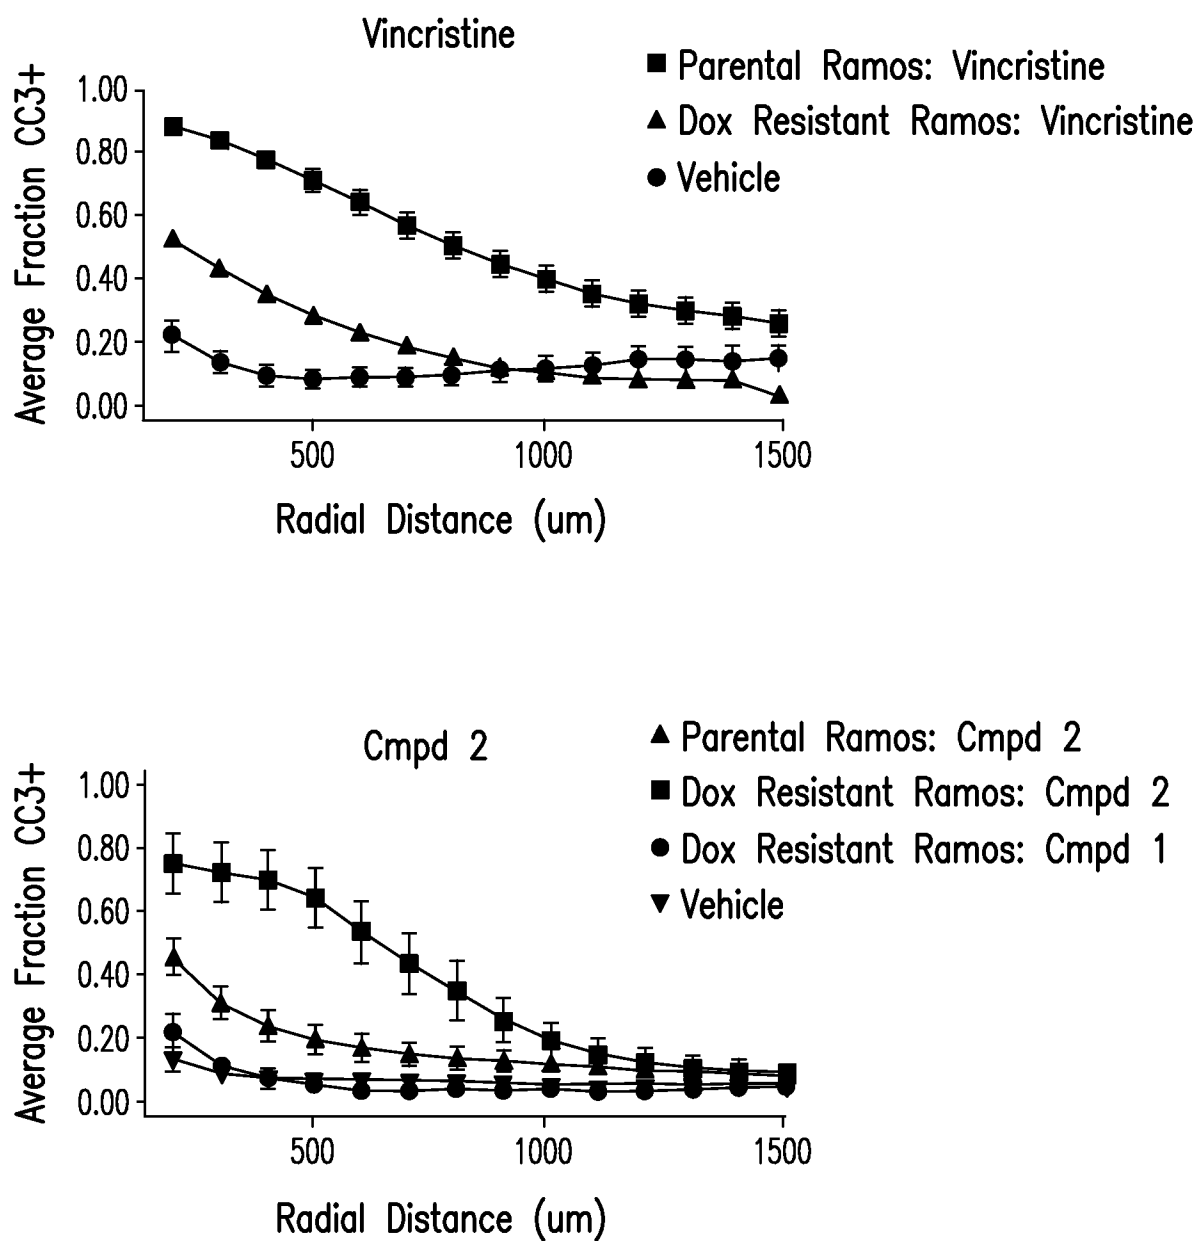 Vincristine
Parental Ramos: Vincristine
Dox Resistant Ramos: Vincristine
Vehicle
Average Fraction CC3+
1.00
0.80
0.60
0.40
0.20
0.00
500 1000 1500
Radial Distance (um)
Cmpd 2
Parental Ramos: Cmpd 2
Dox Resistant Ramos: Cmpd 2
Dox Resistant Ramos: Cmpd 1
Vehicle
Average Fraction CC3+
1.00
0.80
0.60
0.40
0.20
0.00
500 1000 1500
Radial Distance (um)